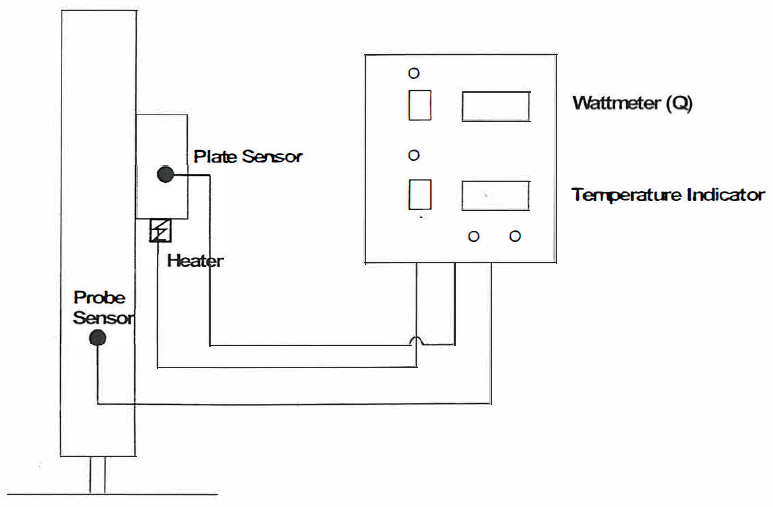 Wattmeter (Q)
Plate Sensor
Temperature Indicator
Heater
Probe
Sensor